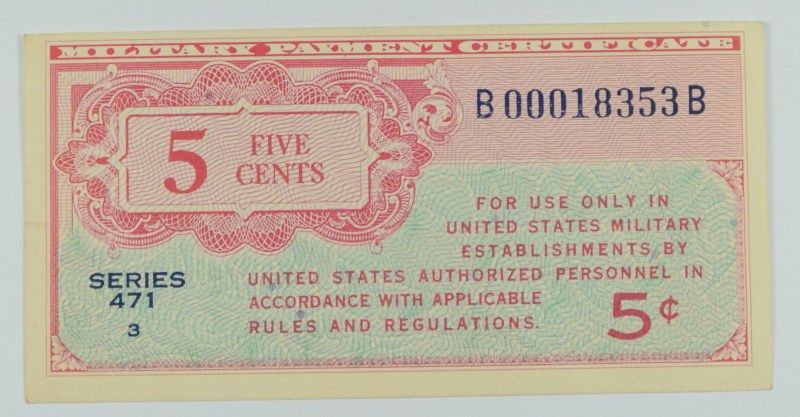 MILITARY PAYMENT CERTIFICATE
B00018353B
5 FIVE
CENTS
FOR USE ONLY IN
UNITED STATES MILITARY
ESTABLISHMENTS BY
UNITED STATES AUTHORIZED PERSONNEL IN
ACCORDANCE WITH APPLICABLE
RULES AND REGULATIONS.
5¢
SERIES
471
3